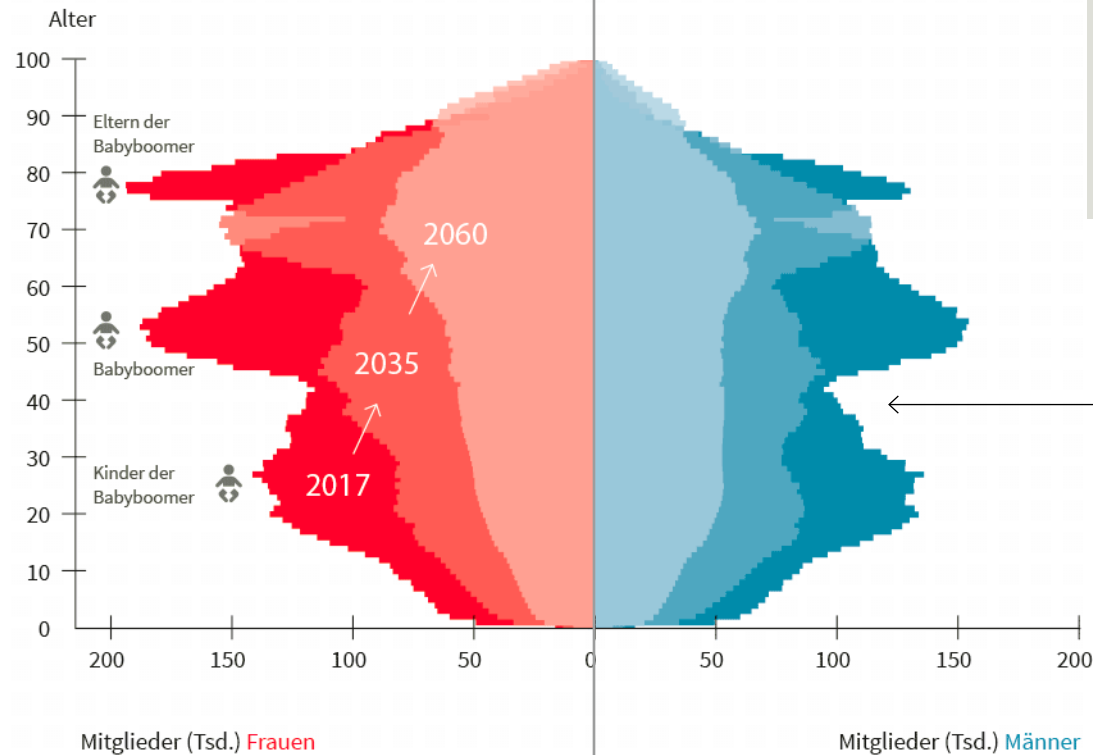 Alter
100
90
Eltern der
Babyboomer
80
70
2060
60
50
Babyboomer
2035
40
30
Kinder der
Babyboomer
2017
20
10
0
200 150 100 50 0 50 100 150 200
Mitglieder (Tsd.) Frauen
Mitglieder (Tsd.) Männer